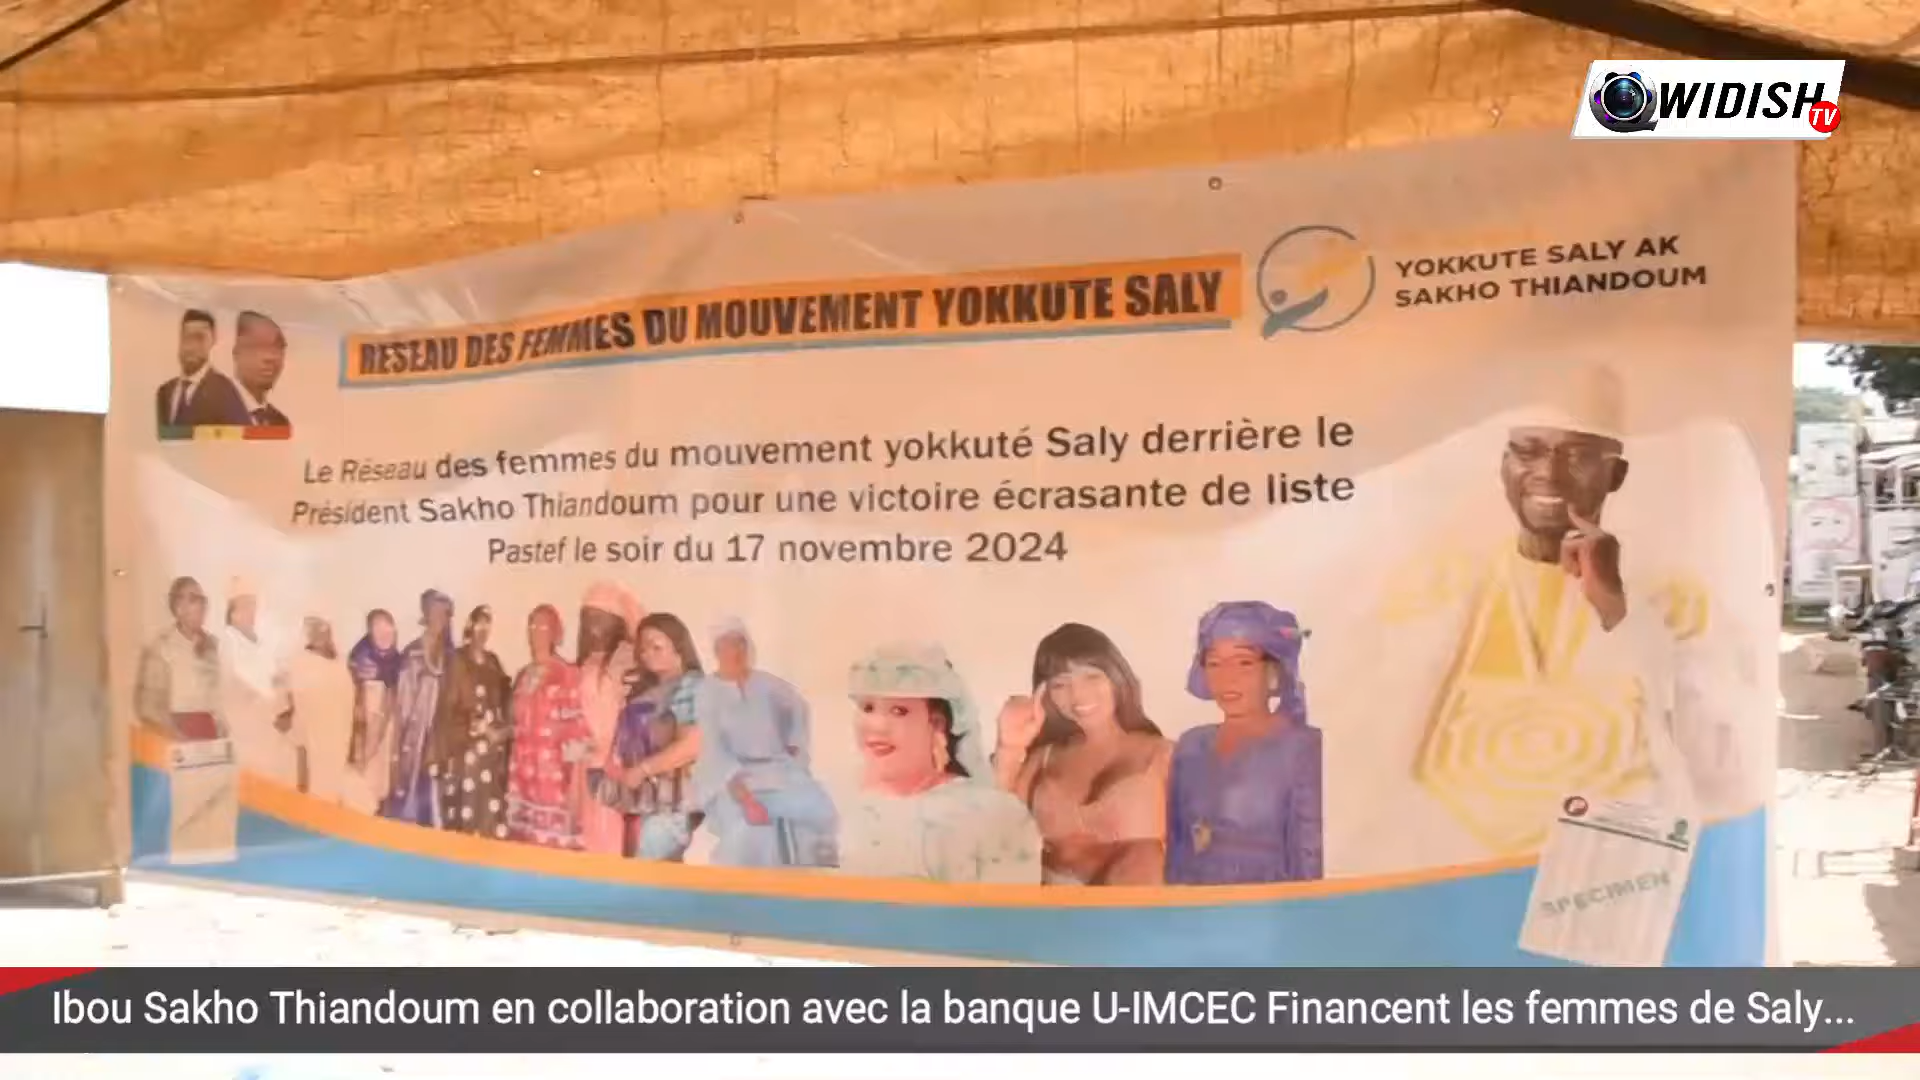 WIDISH TV
YOKKUTE SALY AK
SAKHO THIANDOUM
RESEAU DES FEMMES DU MOUVEMENT YOKKUTE SALY
Le Réseau des femmes du mouvement yokkuté Saly derrière le
Président Sakho Thiandoum pour une victoire écrasante de liste
Pastef le soir du 17 novembre 2024
SPECIMEN
Ibou Sakho Thiandoum en collaboration avec la banque U-IMCEC Financent les femmes de Saly...